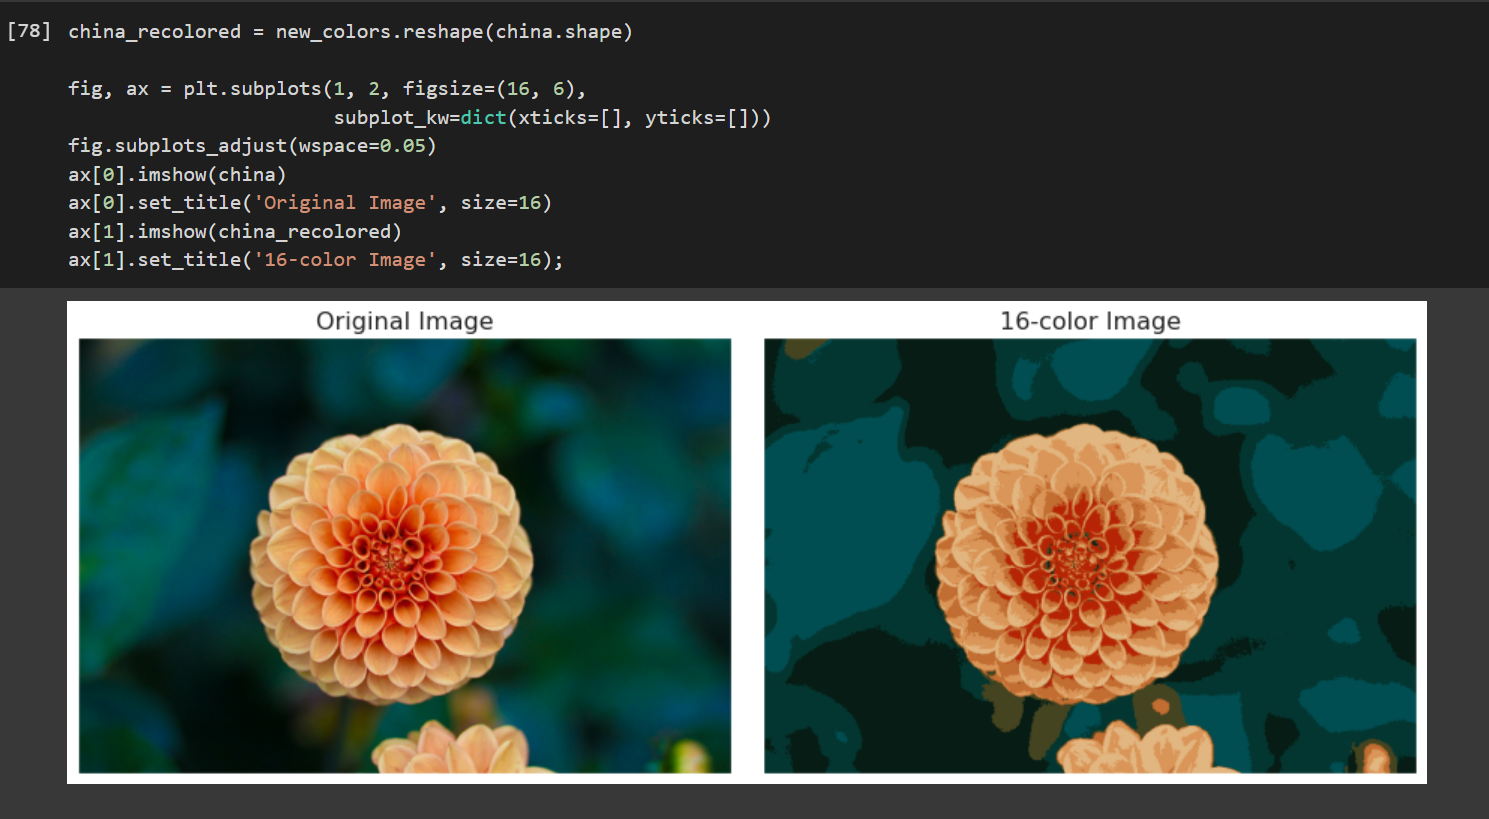 [78] china_recolored = new_colors.reshape(china.shape)
fig, ax = plt.subplots(1, 2, figsize=(16, 6),
subplot_kw=dict(xticks=[], yticks=[]))
fig.subplots_adjust(wspace=0.05)
ax[0].imshow(china)
ax[0].set_title('Original Image', size=16)
ax[1].imshow(china_recolored)
ax[1].set_title('16-color Image', size=16);
Original Image
16-color Image